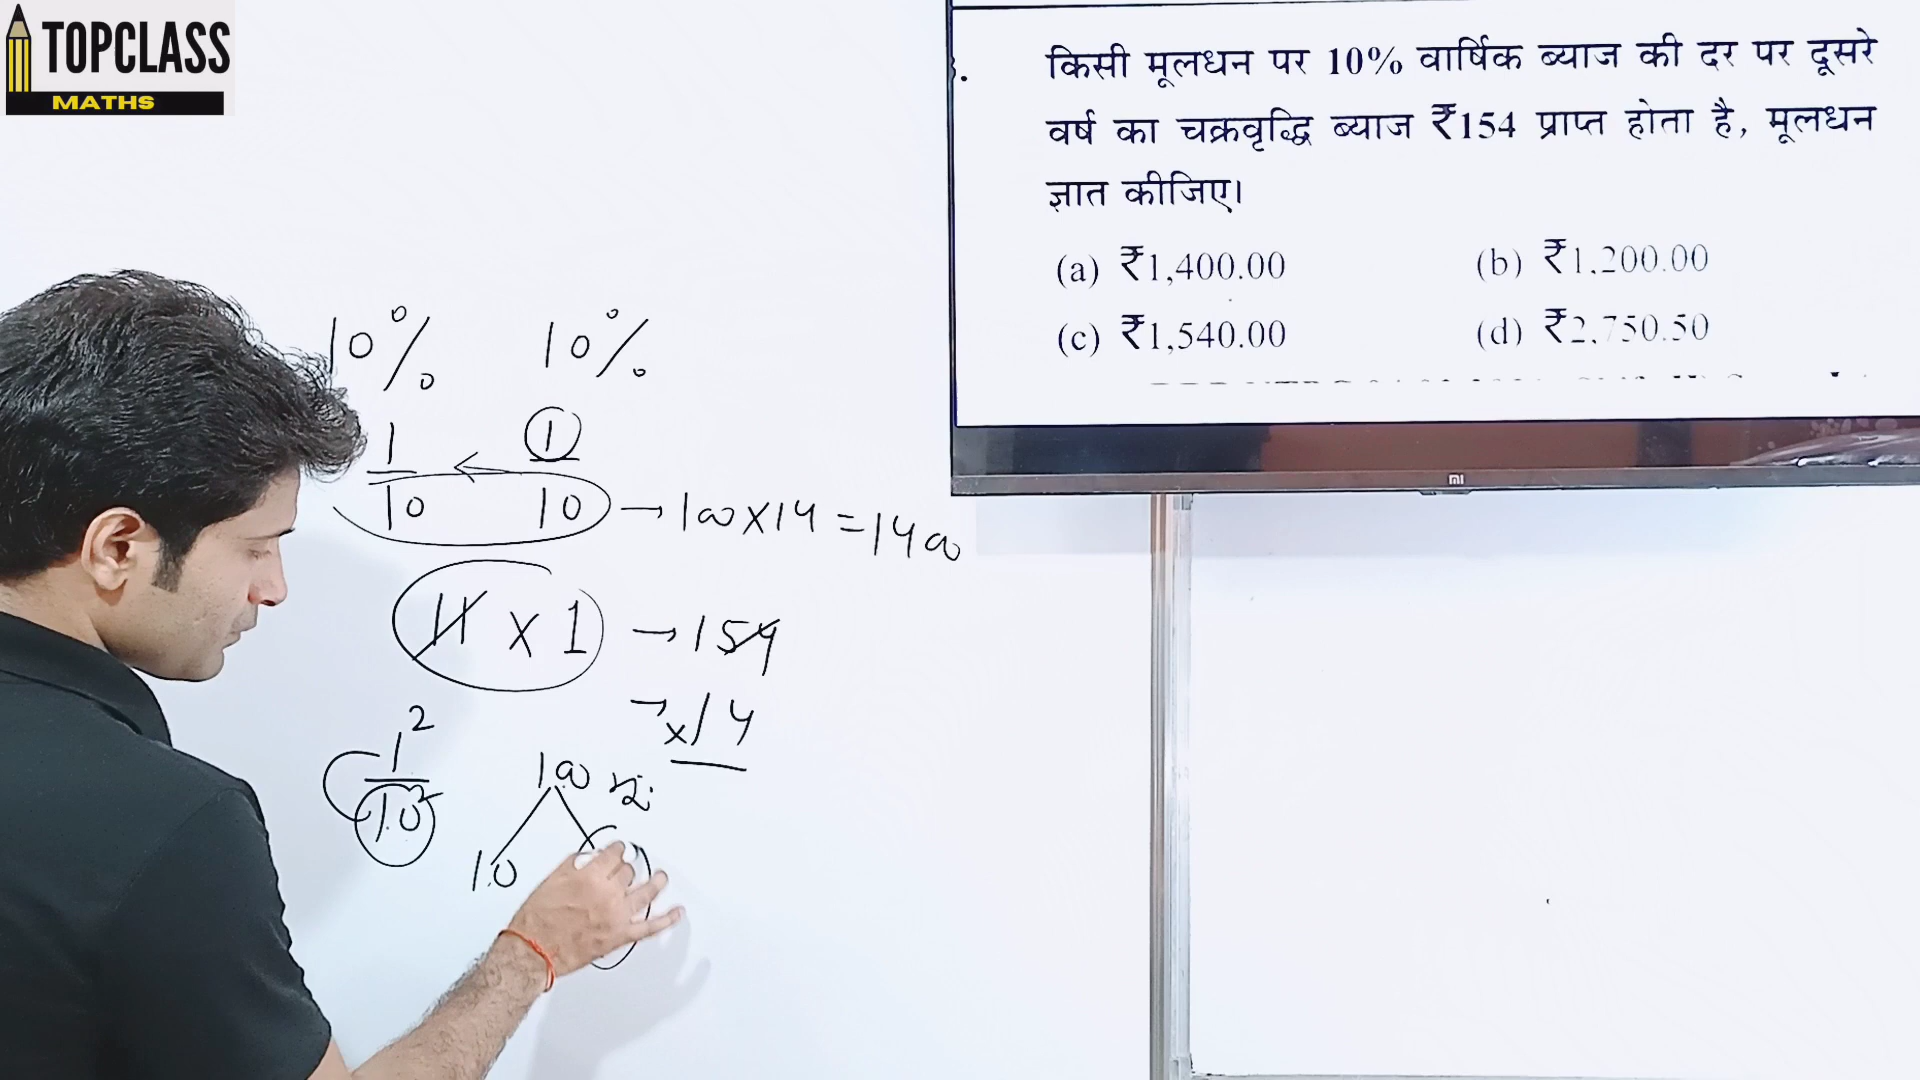 TOPCLASS
MATHS
किसी मूलधन पर 10% वार्षिक ब्याज की दर पर दूसरे
वर्ष का चक्रवृद्धि ब्याज ₹154 प्राप्त होता है, मूलधन
ज्ञात कीजिए।
(a) ₹1,400.00 (b) ₹1,200.00
(c) ₹1,540.00 (d) ₹2,750.50
mi
10% 10%
1 ← 1
10 10 → 100 x 14 = 1400
11 x 1 → 154
→ x 14
1²
10²
100
10